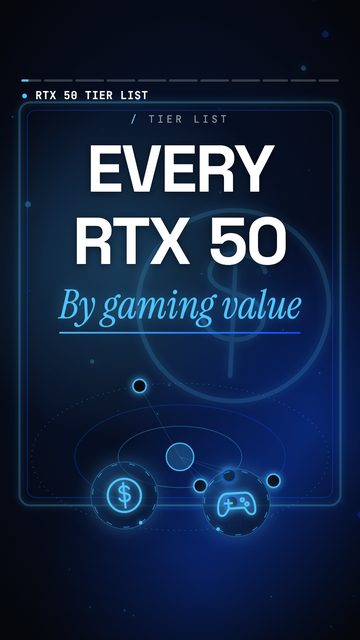 RTX 50 TIER LIST
/ TIER LIST
EVERY
RTX 50
By gaming value
$
$